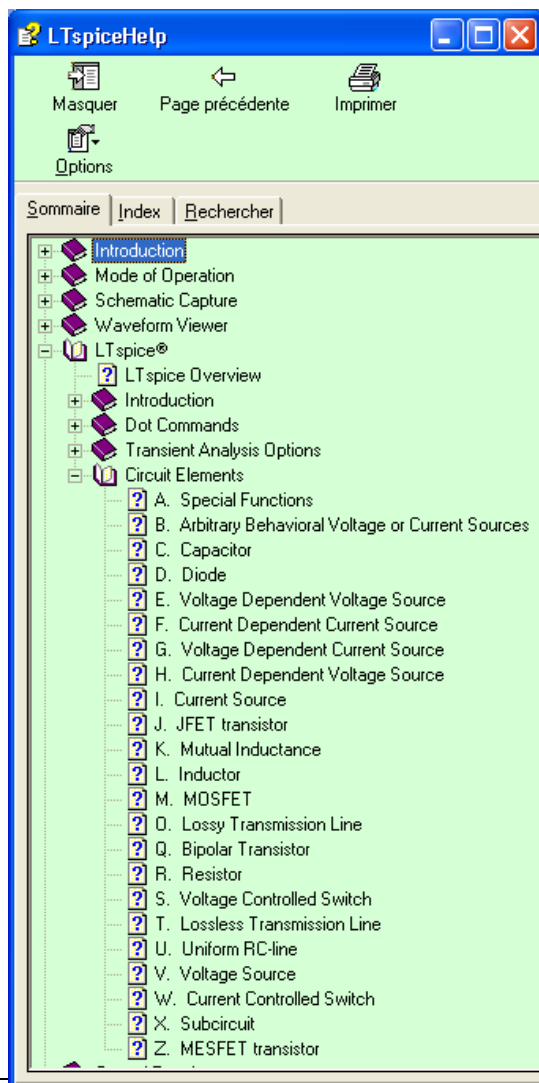 LTspiceHelp
Masquer Page précédente Imprimer
Options
Sommaire Index Rechercher
Introduction
Mode of Operation
Schematic Capture
Waveform Viewer
LTspice®
LTspice Overview
Introduction
Dot Commands
Transient Analysis Options
Circuit Elements
A. Special Functions
B. Arbitrary Behavioral Voltage or Current Sources
C. Capacitor
D. Diode
E. Voltage Dependent Voltage Source
F. Current Dependent Current Source
G. Voltage Dependent Current Source
H. Current Dependent Voltage Source
I. Current Source
J. JFET transistor
K. Mutual Inductance
L. Inductor
M. MOSFET
O. Lossy Transmission Line
Q. Bipolar Transistor
R. Resistor
S. Voltage Controlled Switch
T. Lossless Transmission Line
U. Uniform RC-line
V. Voltage Source
W. Current Controlled Switch
X. Subcircuit
Z. MESFET transistor